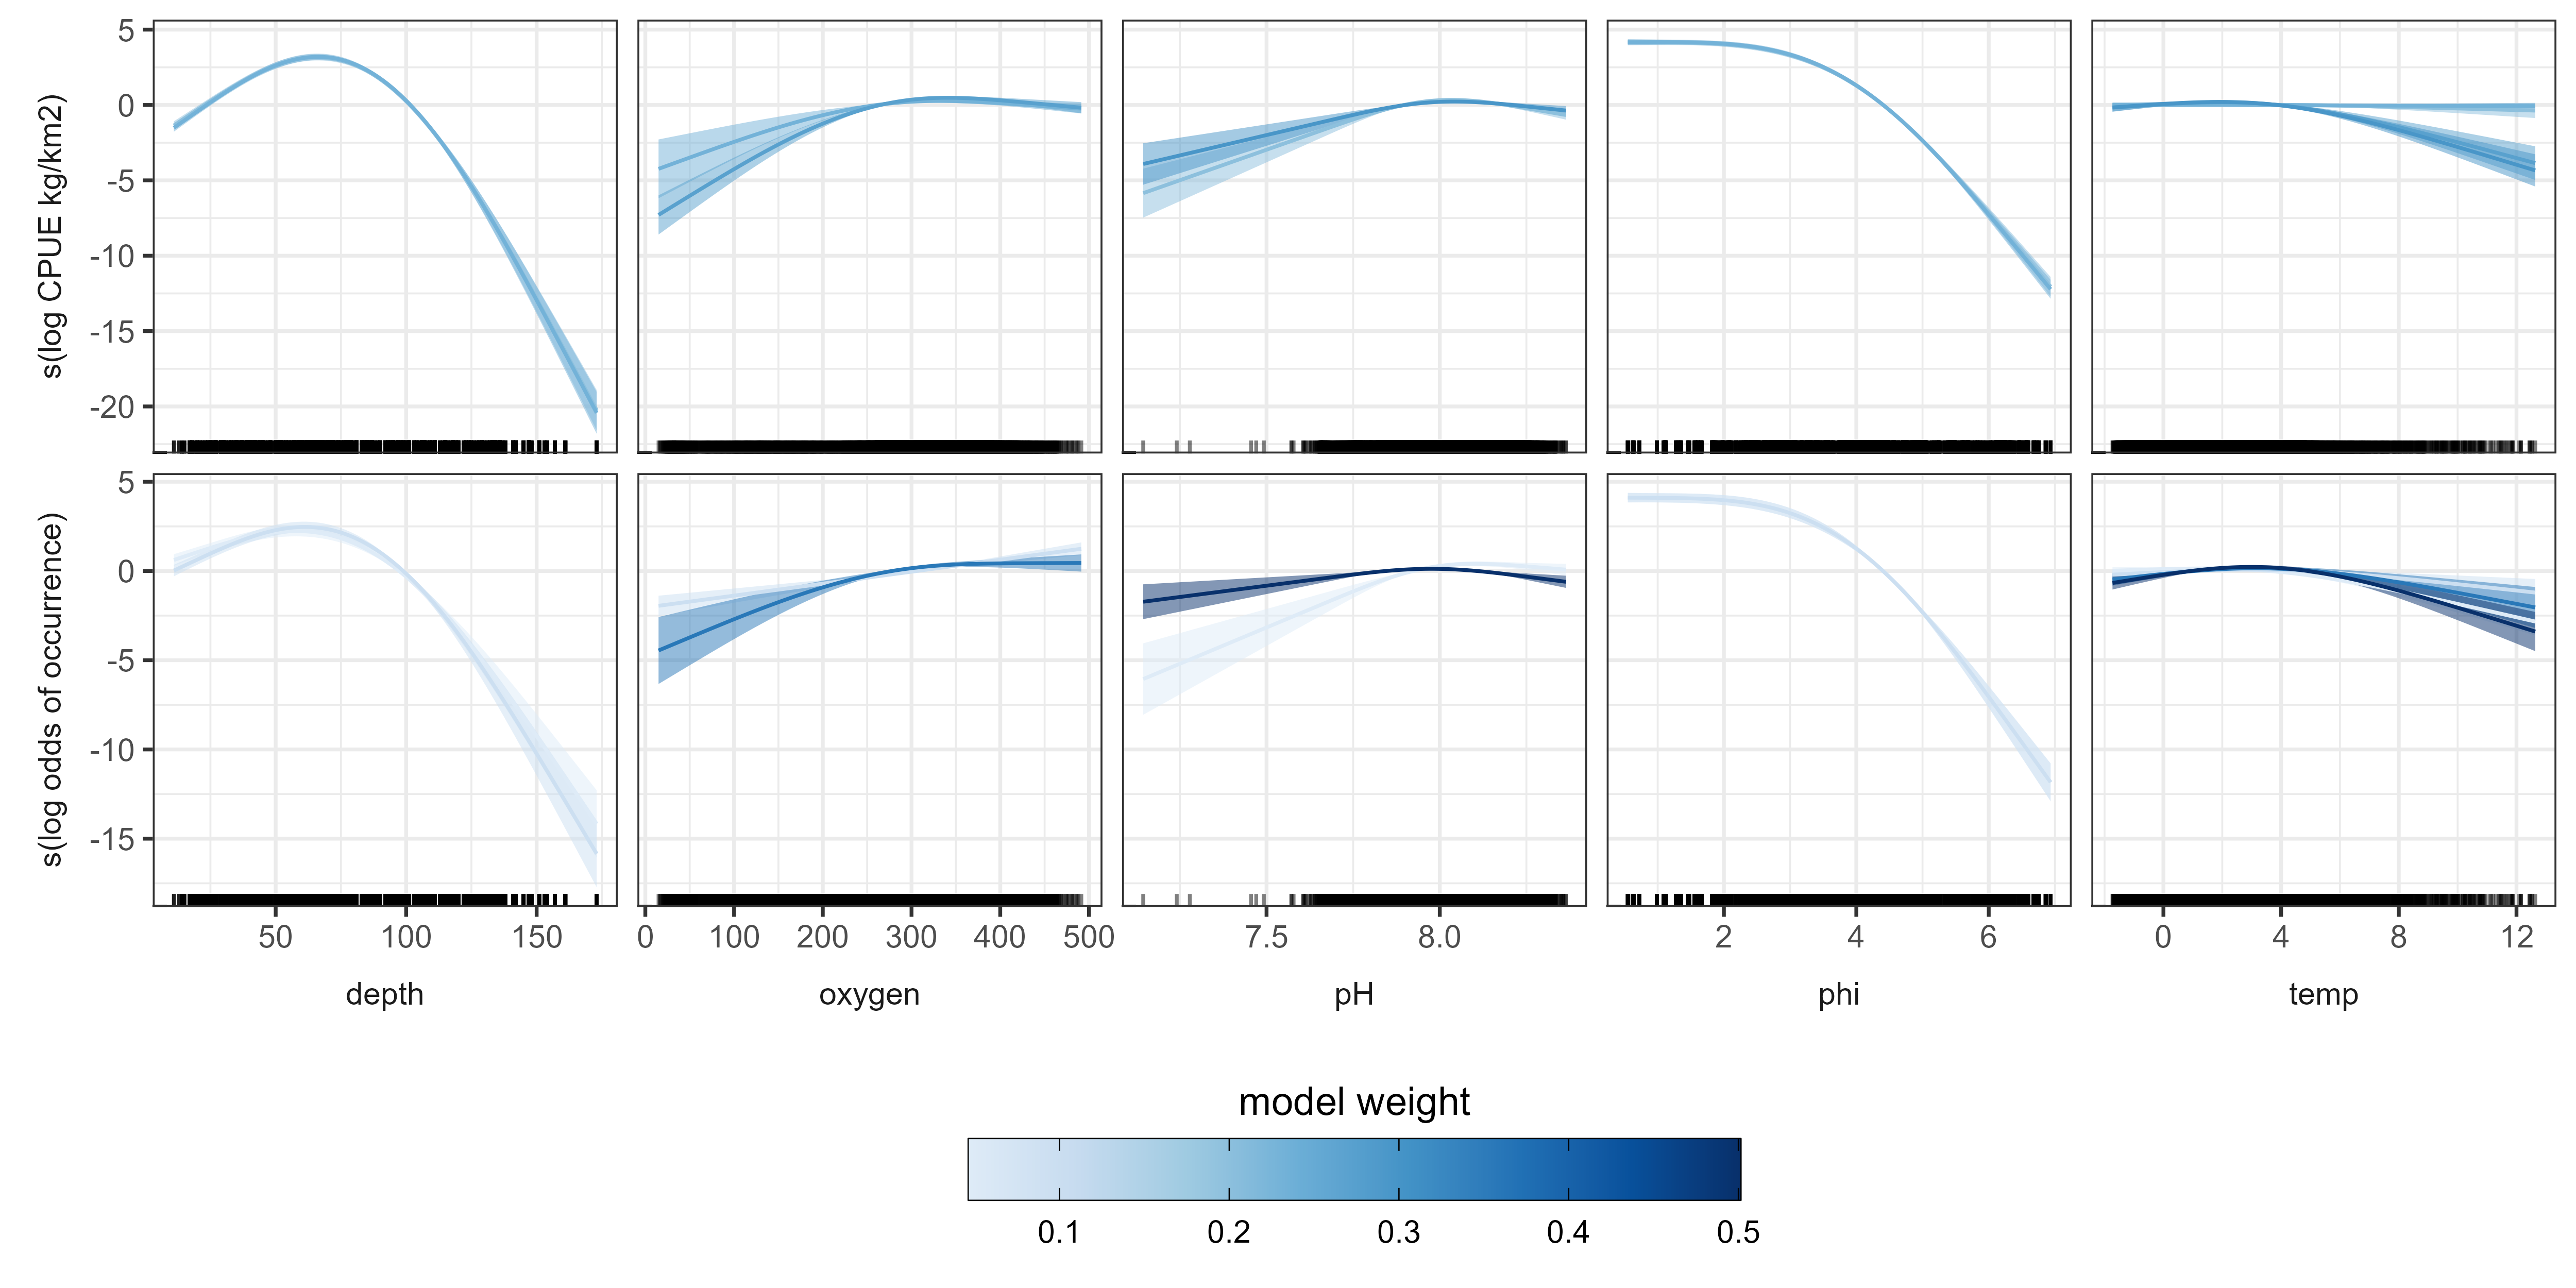 s(log CPUE kg/km2)
5
0
-5
-10
-15
-20
s(log odds of occurrence)
5
0
-5
-10
-15
50 100 150 0 100 200 300 400 500 7.5 8.0 2 4 6 0 4 8 12
depth oxygen pH phi temp
model weight
0.1 0.2 0.3 0.4 0.5